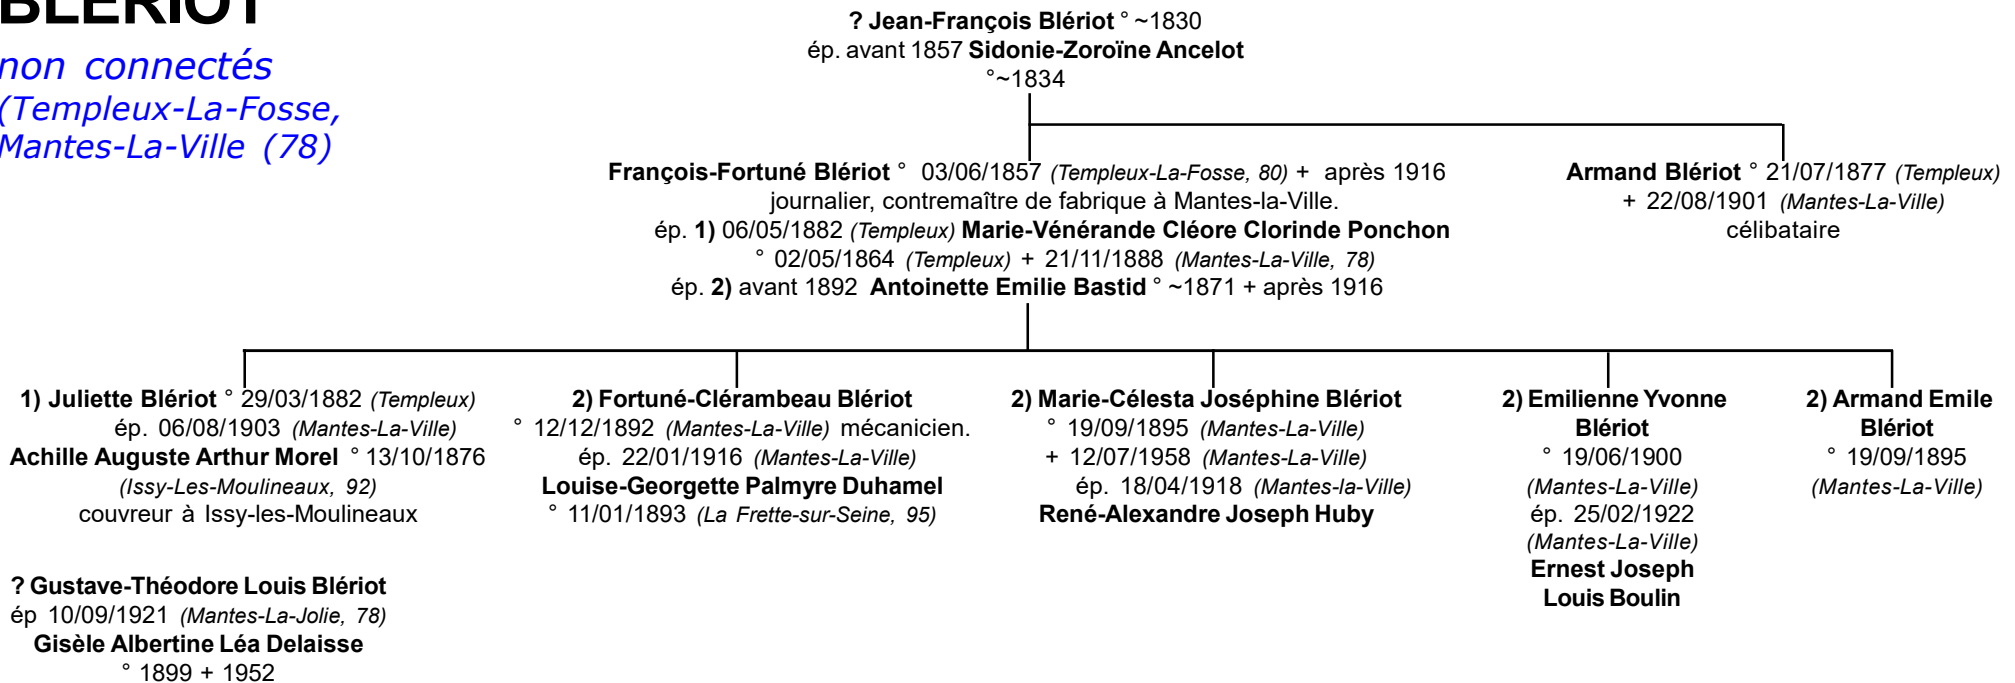 BLÉRIOT
non connectés
(Templeux-La-Fosse,
Mantes-La-Ville (78)
? Jean-François Blériot ° ~1830
ép. avant 1857 Sidonie-Zoroïne Ancelot
°~1834
François-Fortuné Blériot ° 03/06/1857 (Templeux-La-Fosse, 80) + après 1916
journalier, contremaître de fabrique à Mantes-la-Ville.
ép. 1) 06/05/1882 (Templeux) Marie-Vénérande Cléore Clorinde Ponchon
° 02/05/1864 (Templeux) + 21/11/1888 (Mantes-La-Ville, 78)
ép. 2) avant 1892 Antoinette Emilie Bastid ° ~1871 + après 1916
Armand Blériot ° 21/07/1877 (Templeux)
+ 22/08/1901 (Mantes-La-Ville)
célibataire
1) Juliette Blériot ° 29/03/1882 (Templeux)
ép. 06/08/1903 (Mantes-La-Ville)
Achille Auguste Arthur Morel ° 13/10/1876
(Issy-Les-Moulineaux, 92)
couvreur à Issy-les-Moulineaux
2) Fortuné-Clérambeau Blériot
° 12/12/1892 (Mantes-La-Ville) mécanicien.
ép. 22/01/1916 (Mantes-La-Ville)
Louise-Georgette Palmyre Duhamel
° 11/01/1893 (La Frette-sur-Seine, 95)
2) Marie-Célesta Joséphine Blériot
° 19/09/1895 (Mantes-La-Ville)
+ 12/07/1958 (Mantes-La-Ville)
ép. 18/04/1918 (Mantes-la-Ville)
René-Alexandre Joseph Huby
2) Emilienne Yvonne
Blériot
° 19/06/1900
(Mantes-La-Ville)
ép. 25/02/1922
(Mantes-La-Ville)
Ernest Joseph
Louis Boulin
2) Armand Emile
Blériot
° 19/09/1895
(Mantes-La-Ville)
? Gustave-Théodore Louis Blériot
ép 10/09/1921 (Mantes-La-Jolie, 78)
Gisèle Albertine Léa Delaisse
° 1899 + 1952